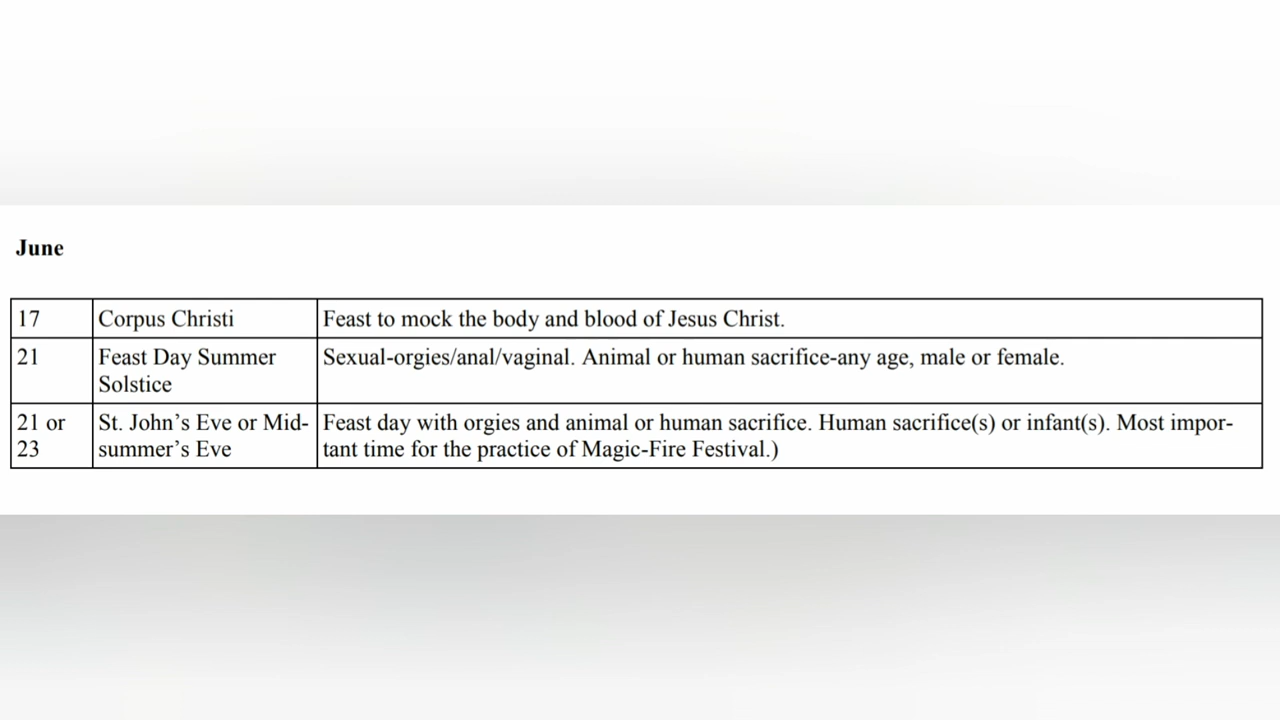 June
17 Corpus Christi Feast to mock the body and blood of Jesus Christ.
21 Feast Day Summer Sexual-orgies/anal/vaginal. Animal or human sacrifice-any age, male or female.
Solstice
21 or St. John’s Eve or Mid- Feast day with orgies and animal or human sacrifice. Human sacrifice(s) or infant(s). Most impor-
23 summer’s Eve tant time for the practice of Magic-Fire Festival.)